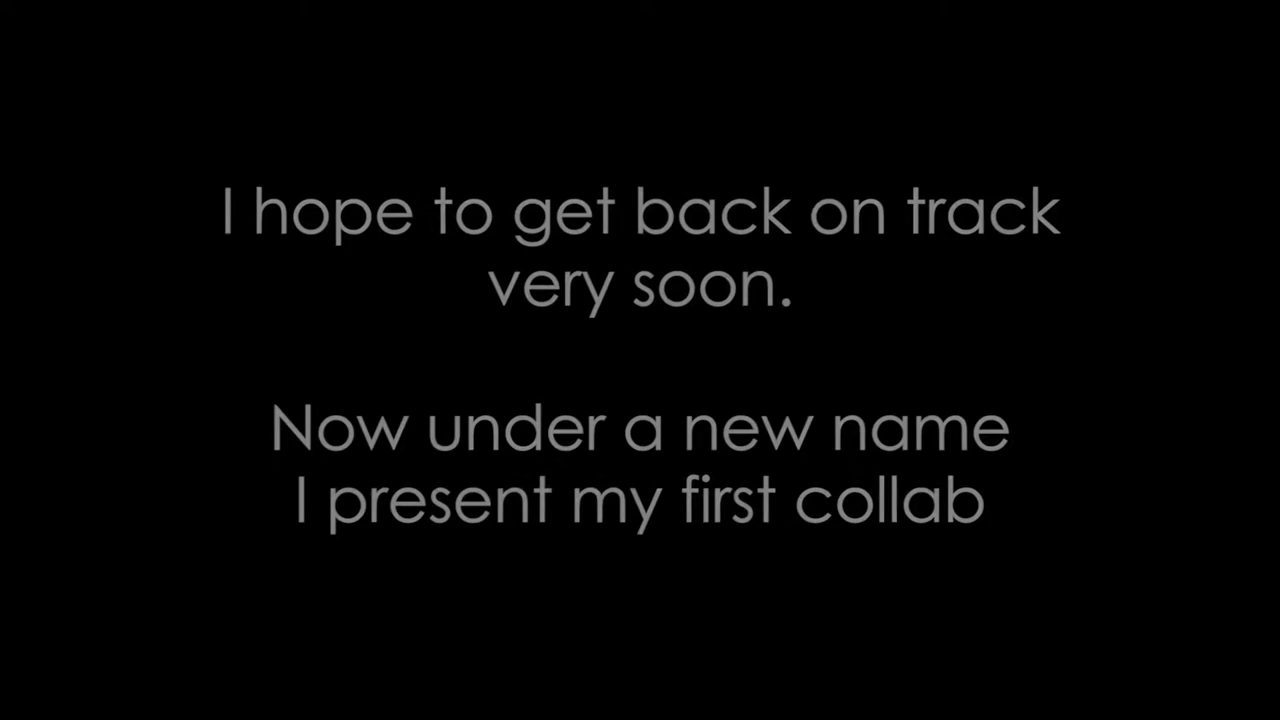 I hope to get back on track
very soon.
Now under a new name
I present my first collab